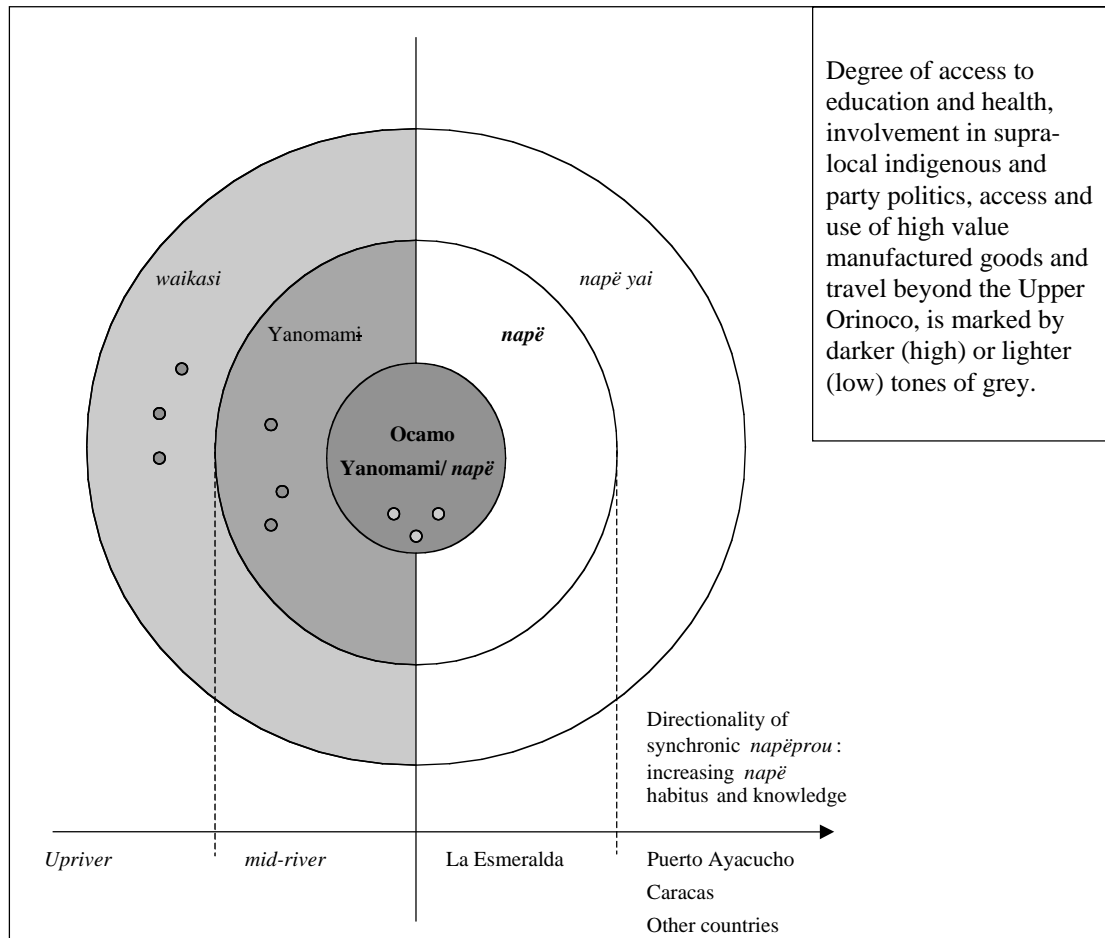 Degree of access to
education and health,
involvement in supra-
local indigenous and
party politics, access and
use of high value
manufactured goods and
travel beyond the Upper
Orinoco, is marked by
darker (high) or lighter
(low) tones of grey.
waikasi
napë yai
Yanomamɨ
napë
Ocamo
Yanomami/ napë
Directionality of
synchronic napëprou :
increasing napë
habitus and knowledge
Upriver
mid-river
La Esmeralda
Puerto Ayacucho
Caracas
Other countries